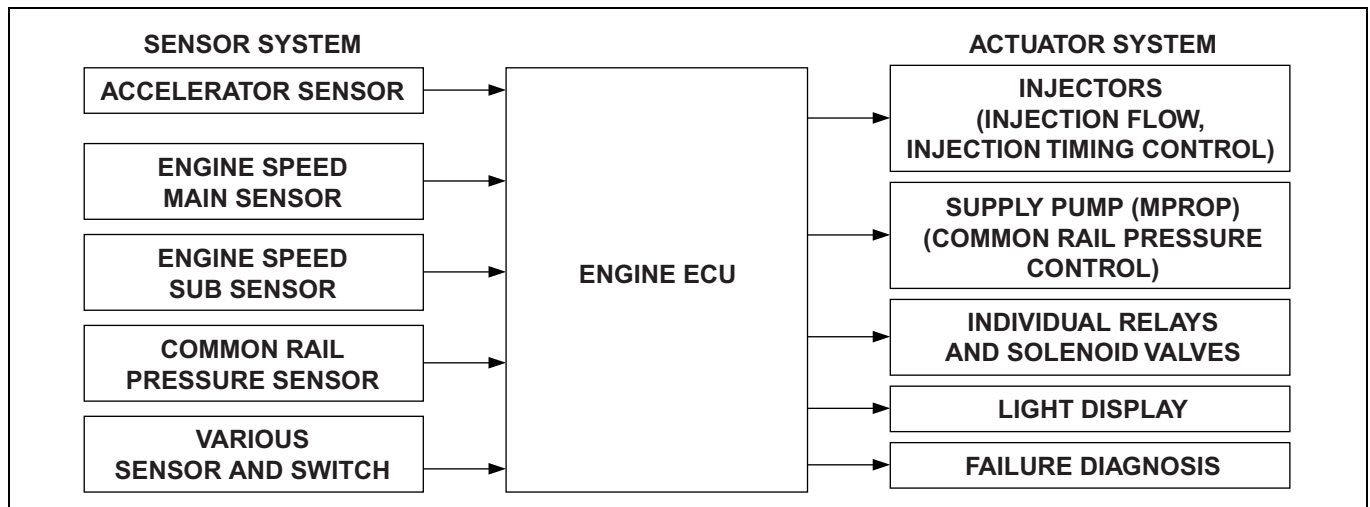 SENSOR SYSTEM
ACCELERATOR SENSOR
ENGINE SPEED
MAIN SENSOR
ENGINE SPEED
SUB SENSOR
COMMON RAIL
PRESSURE SENSOR
VARIOUS
SENSOR AND SWITCH
ENGINE ECU
ACTUATOR SYSTEM
INJECTORS
(INJECTION FLOW,
INJECTION TIMING CONTROL)
SUPPLY PUMP (MPROP)
(COMMON RAIL PRESSURE
CONTROL)
INDIVIDUAL RELAYS
AND SOLENOID VALVES
LIGHT DISPLAY
FAILURE DIAGNOSIS